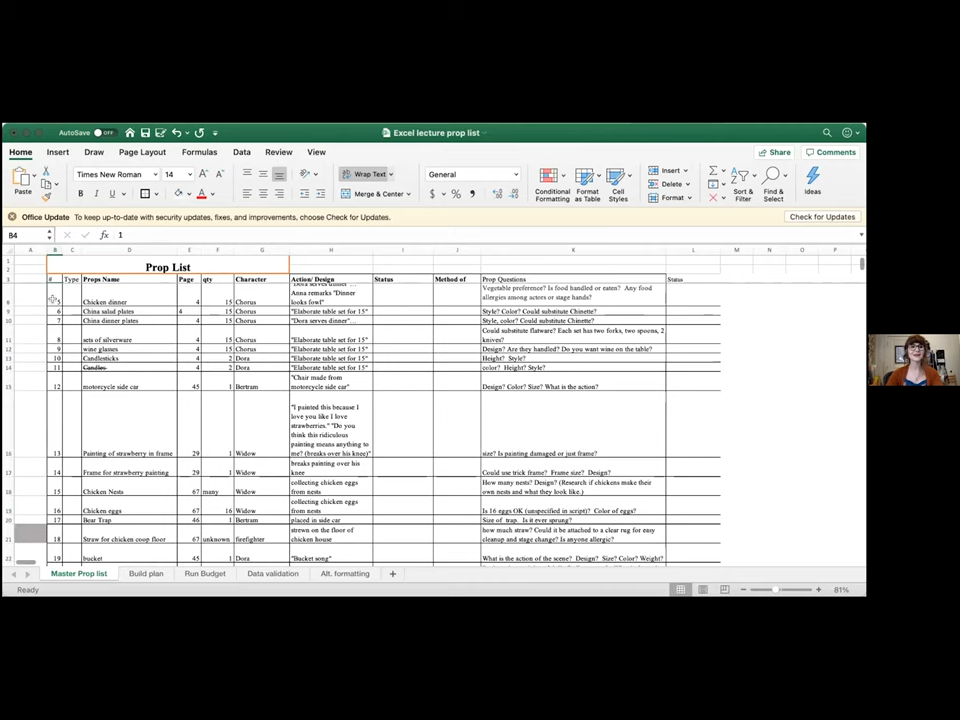 AutoSave OFF Excel lecture prop list
Home Insert Draw Page Layout Formulas Data Review View Share Comments
Paste Times New Roman 14 Wrap Text General Insert
B I U Merge & Center $ % Conditional Formatting Format as Table Cell Styles Delete Format Sort & Filter Find & Select Ideas
Office Update To keep up-to-date with security updates, fixes, and improvements, choose Check for Updates. Check for Updates
B4 fx 1
A B C D E F G H I J K L M N O P
1
2 Prop List
3 # Type Props Name Page qty Character Action/ Design Status Method of Prop Questions Status
"Dora serves dinner"... Anna remarks "Dinner looks fowl"
8 5 Chicken dinner 4 15 Chorus Vegetable preference? Is food handled or eaten? Any food allergies among actors or stage hands?
9 6 China salad plates 4 15 Chorus "Elaborate table set for 15" Style? Color? Could substitute Chinette?
10 7 China dinner plates 4 15 Chorus "Dora serves dinner"... Style, color? Could substitute Chinette?
11 8 sets of silverware 4 15 Chorus "Elaborate table set for 15" Could substitute flatware? Each set has two forks, two spoons, 2 knives?
12 9 wine glasses 4 15 Chorus "Elaborate table set for 15" Design? Are they handled? Do you want wine on the table?
13 10 Candlesticks 4 2 Dora "Elaborate table set for 15" Height? Style?
14 11 Candles 4 2 Dora "Elaborate table set for 15" color? Height? Style?
15 12 motorcycle side car 45 1 Bertram "Chair made from motorcycle side car" Design? Color? Size? What is the action?
16 13 Painting of strawberry in frame 29 1 Widow "I painted this because I love you like I love strawberries." "Do you think this ridiculous painting means anything to me? (breaks over his knee)" size? Is painting damaged or just frame?
17 14 Frame for strawberry painting 29 1 Widow breaks painting over his knee Could use trick frame? Frame size? Design?
18 15 Chicken Nests 67 many Widow collecting chicken eggs from nests How many nests? Design? (Research if chickens make their own nests and what they look like.)
19 16 Chicken eggs 67 16 Widow collecting chicken eggs from nests Is 16 eggs OK (unspecified in script)? Color of eggs?
20 17 Bear Trap 46 1 Bertram placed in side car Size of trap. Is it ever sprung?
21 18 Straw for chicken coop floor 67 unknown firefighter strewn on the floor of chicken house how much straw? Could it be attached to a clear rug for easy cleanup and stage change? Is anyone allergic?
22 19 bucket 45 1 Dora "Bucket song" What is the action of the scene? Design? Size? Color? Weight?
Master Prop list Build plan Run Budget Data validation Alt. formatting
Ready 81%